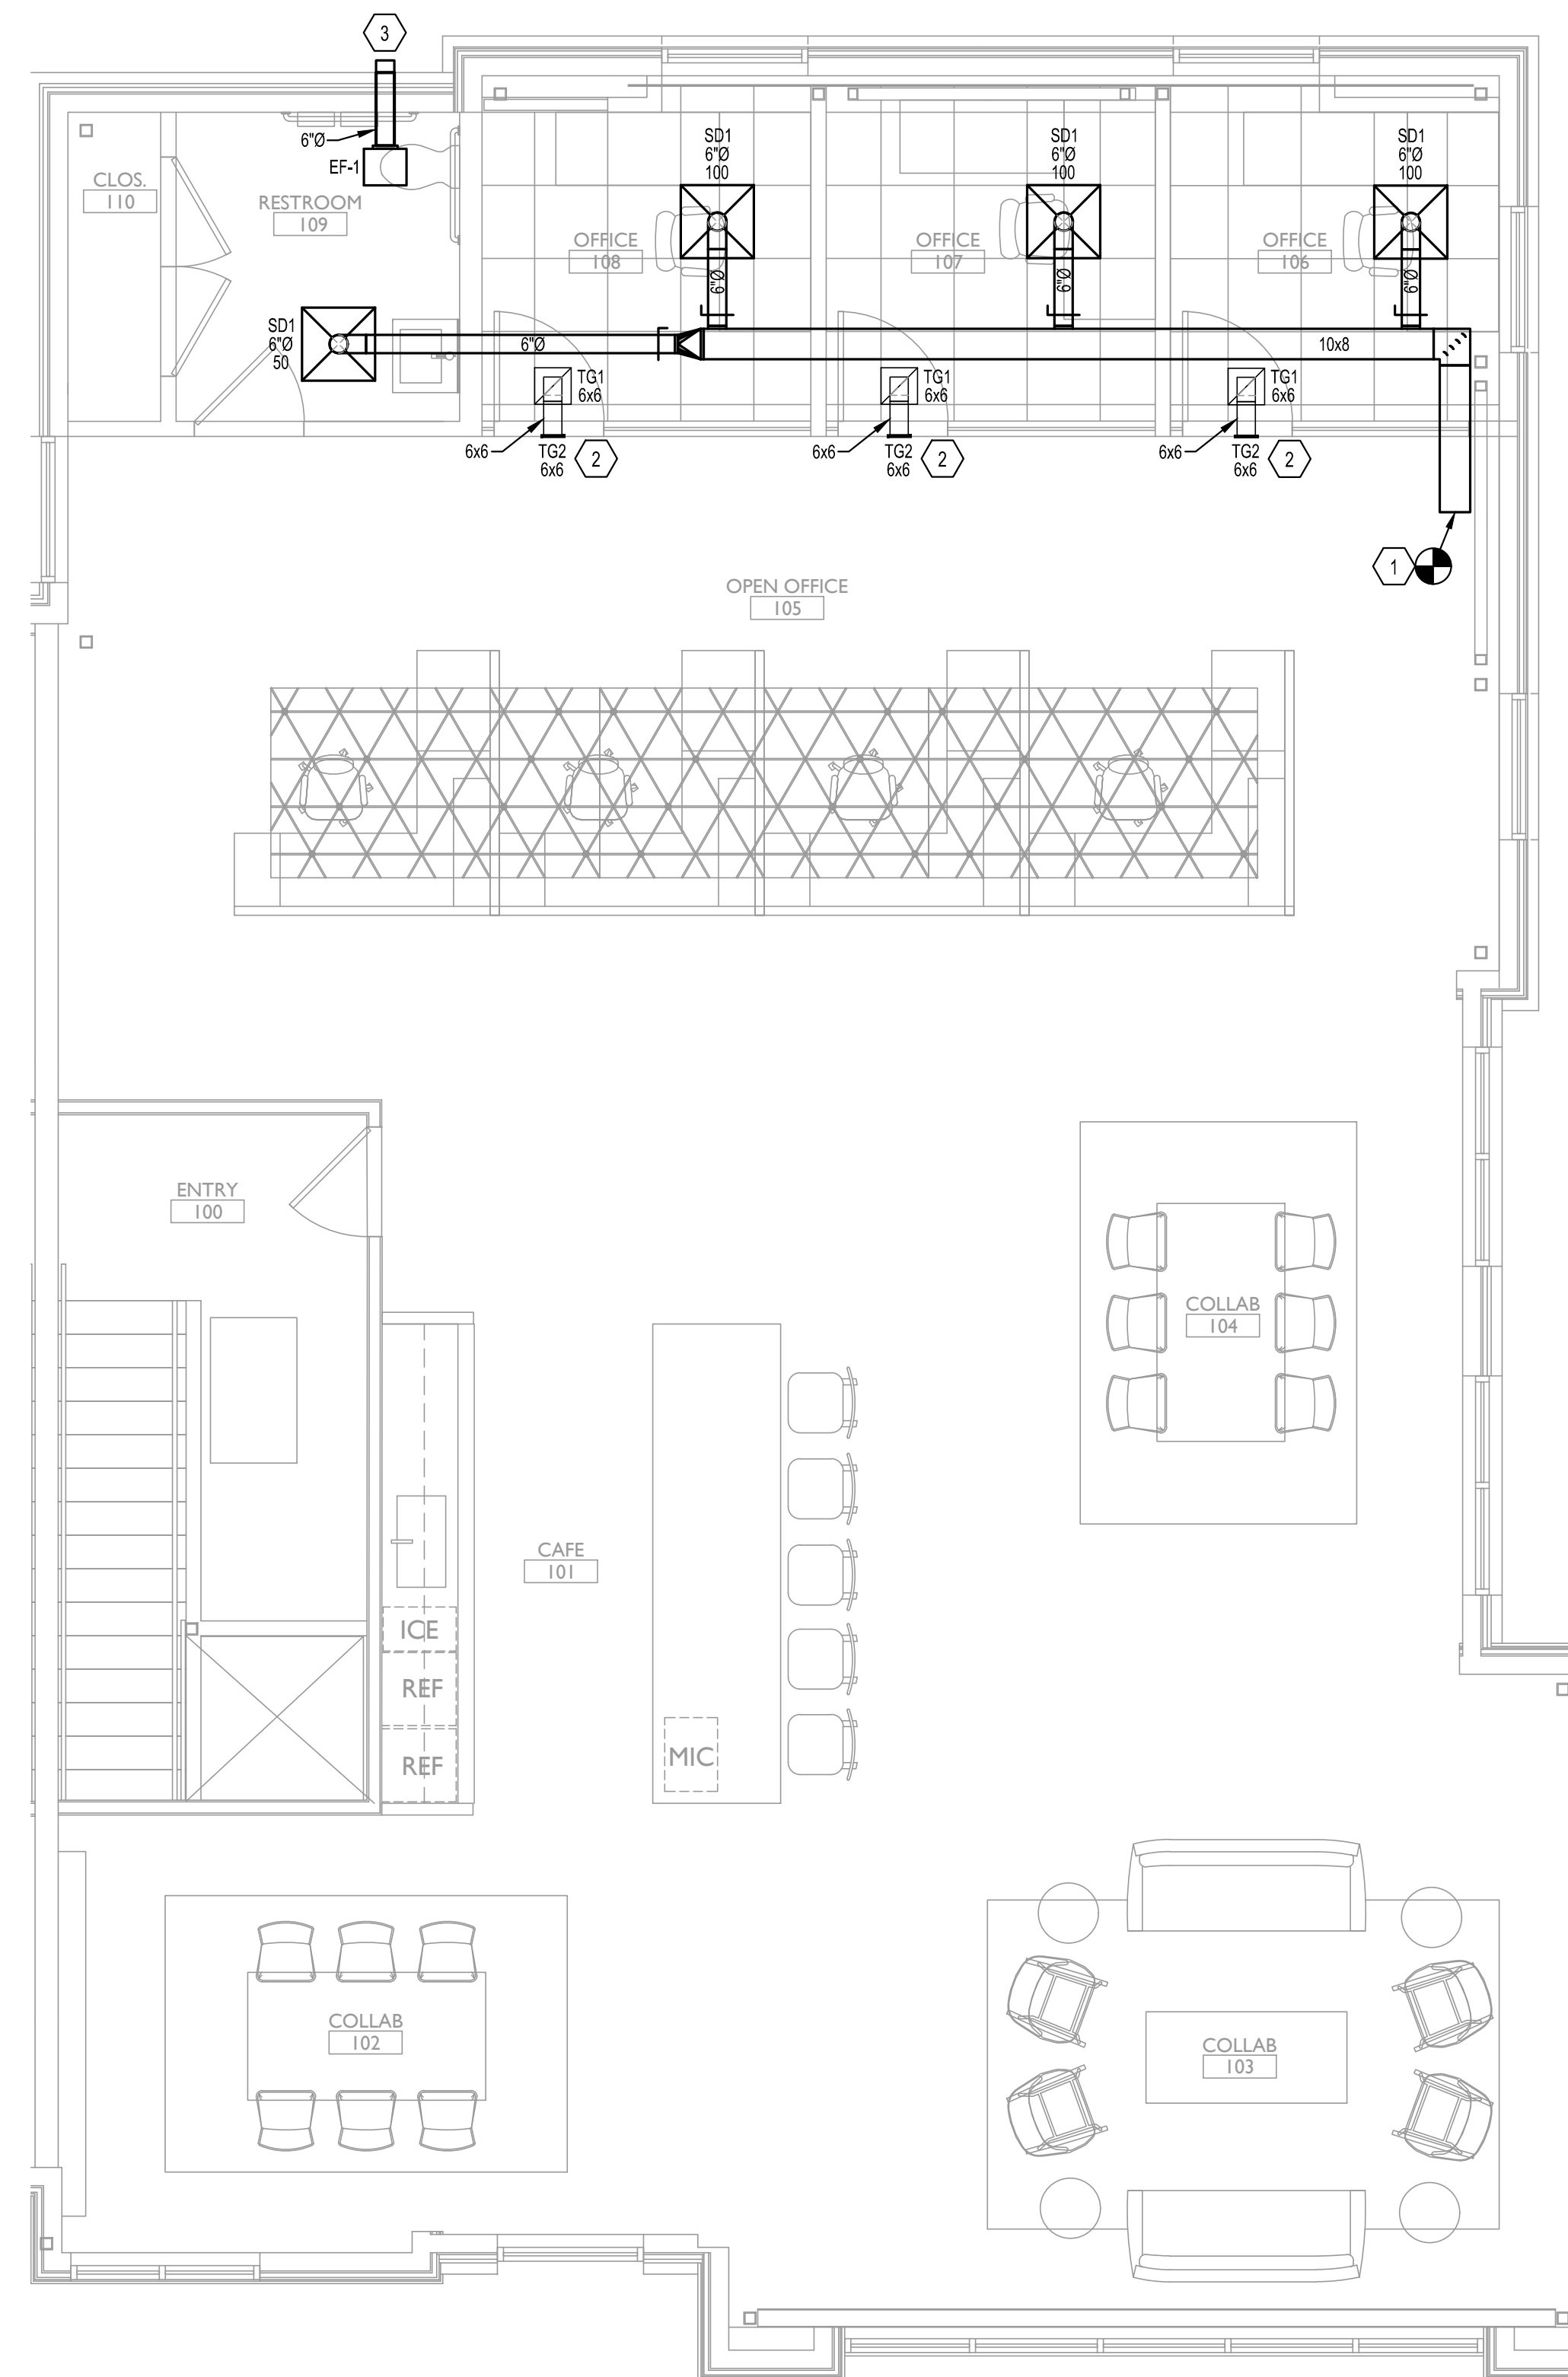 3
6"Ø
EF-1
CLOS.
110
RESTROOM
109
SD1
6"Ø
100
SD1
6"Ø
100
SD1
6"Ø
100
OFFICE
108
OFFICE
107
OFFICE
106
6"Ø
6"Ø
6"Ø
SD1
6"Ø
50
6"Ø
10x8
TG1
6x6
TG1
6x6
TG1
6x6
6x6
TG2
6x6
2
6x6
TG2
6x6
2
6x6
TG2
6x6
2
1
OPEN OFFICE
105
ENTRY
100
COLLAB
104
CAFE
101
ICE
REF
REF
MIC
COLLAB
102
COLLAB
103